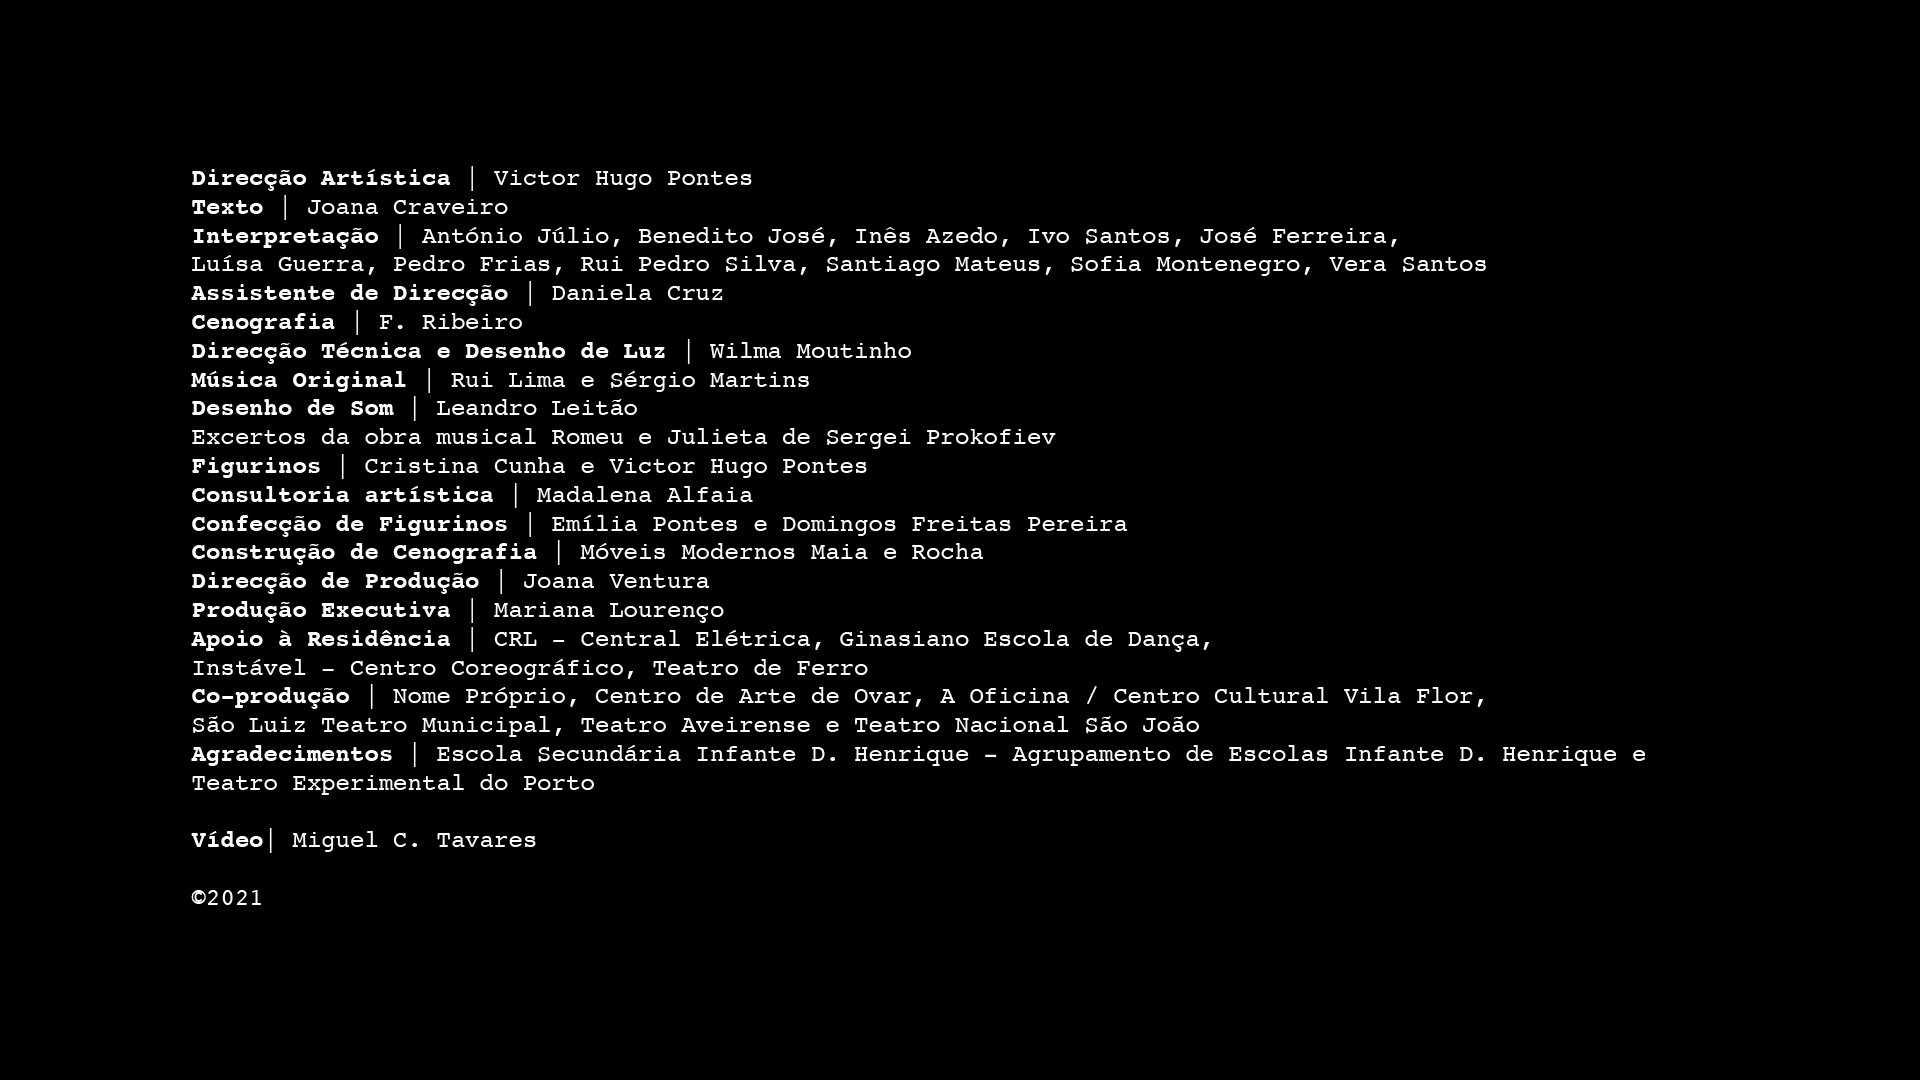 Direcção Artística | Victor Hugo Pontes
Texto | Joana Craveiro
Interpretação | António Júlio, Benedito José, Inês Azedo, Ivo Santos, José Ferreira,
Luísa Guerra, Pedro Frias, Rui Pedro Silva, Santiago Mateus, Sofia Montenegro, Vera Santos
Assistente de Direcção | Daniela Cruz
Cenografia | F. Ribeiro
Direcção Técnica e Desenho de Luz | Wilma Moutinho
Música Original | Rui Lima e Sérgio Martins
Desenho de Som | Leandro Leitão
Excertos da obra musical Romeu e Julieta de Sergei Prokofiev
Figurinos | Cristina Cunha e Victor Hugo Pontes
Consultoria artística | Madalena Alfaia
Confecção de Figurinos | Emília Pontes e Domingos Freitas Pereira
Construção de Cenografia | Móveis Modernos Maia e Rocha
Direcção de Produção | Joana Ventura
Produção Executiva | Mariana Lourenço
Apoio à Residência | CRL – Central Elétrica, Ginasiano Escola de Dança,
Instável – Centro Coreográfico, Teatro de Ferro
Co-produção | Nome Próprio, Centro de Arte de Ovar, A Oficina / Centro Cultural Vila Flor,
São Luiz Teatro Municipal, Teatro Aveirense e Teatro Nacional São João
Agradecimentos | Escola Secundária Infante D. Henrique – Agrupamento de Escolas Infante D. Henrique e
Teatro Experimental do Porto
Vídeo| Miguel C. Tavares
©2021